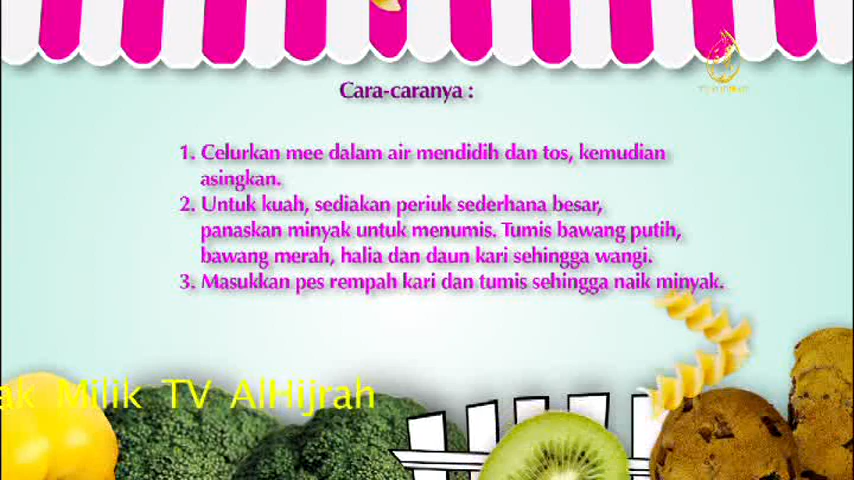 Cara-caranya :
1. Celurkan mee dalam air mendidih dan tos, kemudian
asingkan.
2. Untuk kuah, sediakan periuk sederhana besar,
panaskan minyak untuk menumis. Tumis bawang putih,
bawang merah, halia dan daun kari sehingga wangi.
3. Masukkan pes rempah kari dan tumis sehingga naik minyak.
ak Milik TV AlHijrah